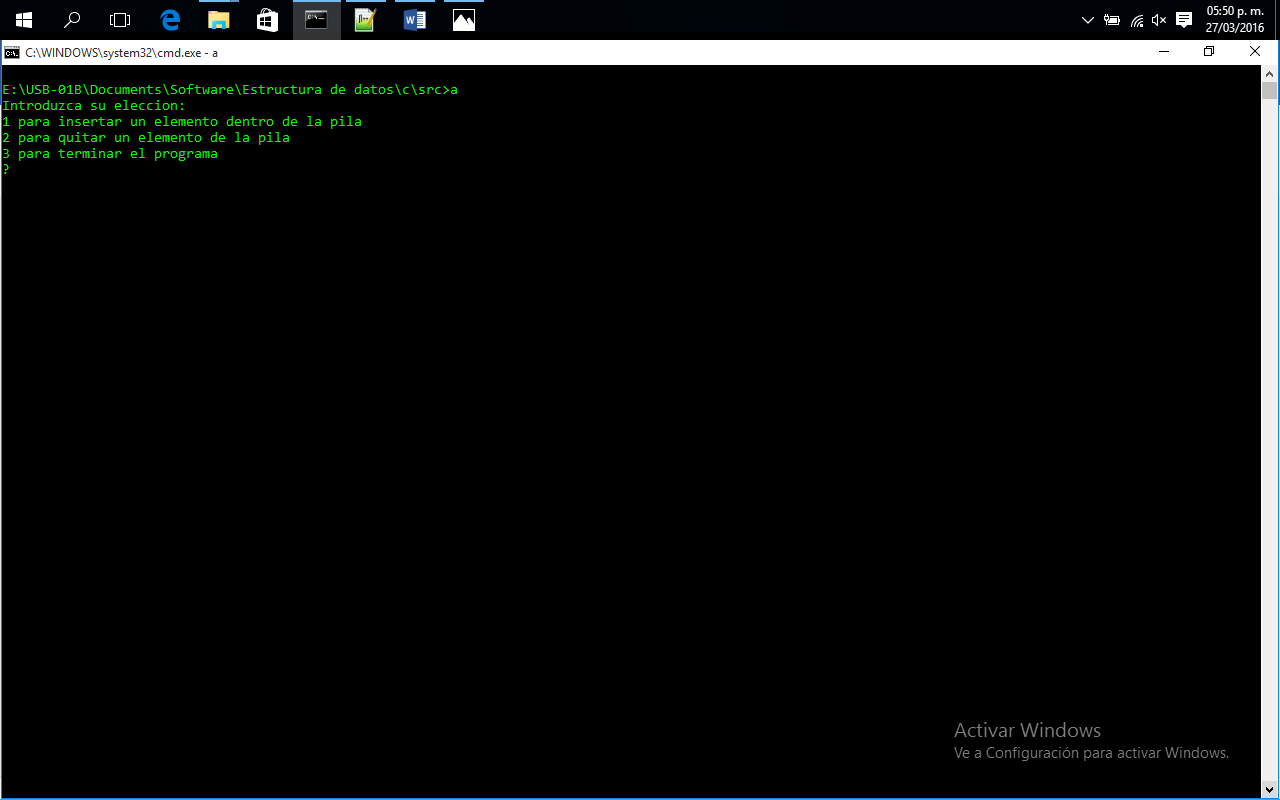 05:50 p. m.
27/03/2016
C:\WINDOWS\system32\cmd.exe - a
E:\USB-01B\Documents\Software\Estructura de datos\c\src>a
Introduzca su eleccion:
1 para insertar un elemento dentro de la pila
2 para quitar un elemento de la pila
3 para terminar el programa
?
Activar Windows
Ve a Configuración para activar Windows.